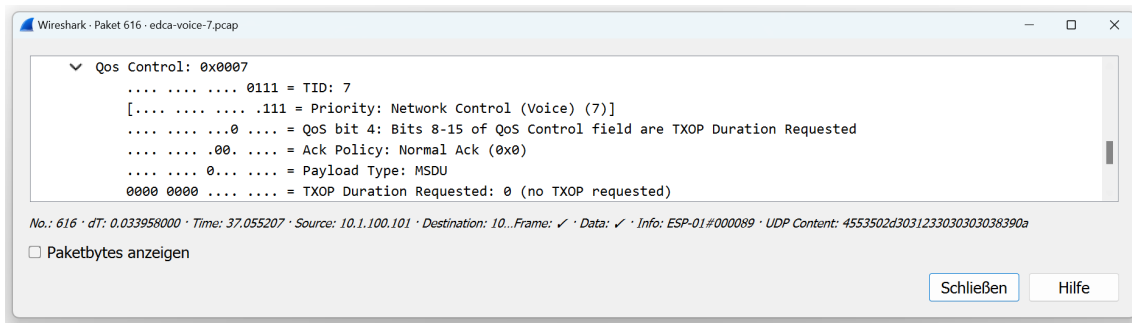 Wireshark · Paket 616 · edca-voice-7.pcap
Qos Control: 0x0007
.... .... .... 0111 = TID: 7
[.... .... .... .111 = Priority: Network Control (Voice) (7)]
.... .... ...0 .... = QoS bit 4: Bits 8-15 of QoS Control field are TXOP Duration Requested
.... .... .00. .... = Ack Policy: Normal Ack (0x0)
.... .... 0... .... = Payload Type: MSDU
0000 0000 .... .... = TXOP Duration Requested: 0 (no TXOP requested)
No.: 616 · dT: 0.033958000 · Time: 37.055207 · Source: 10.1.100.101 · Destination: 10...Frame: ✓ · Data: ✓ · Info: ESP-01#000089 · UDP Content: 4553502d3031233030303038390a
Paketbytes anzeigen
Schließen Hilfe